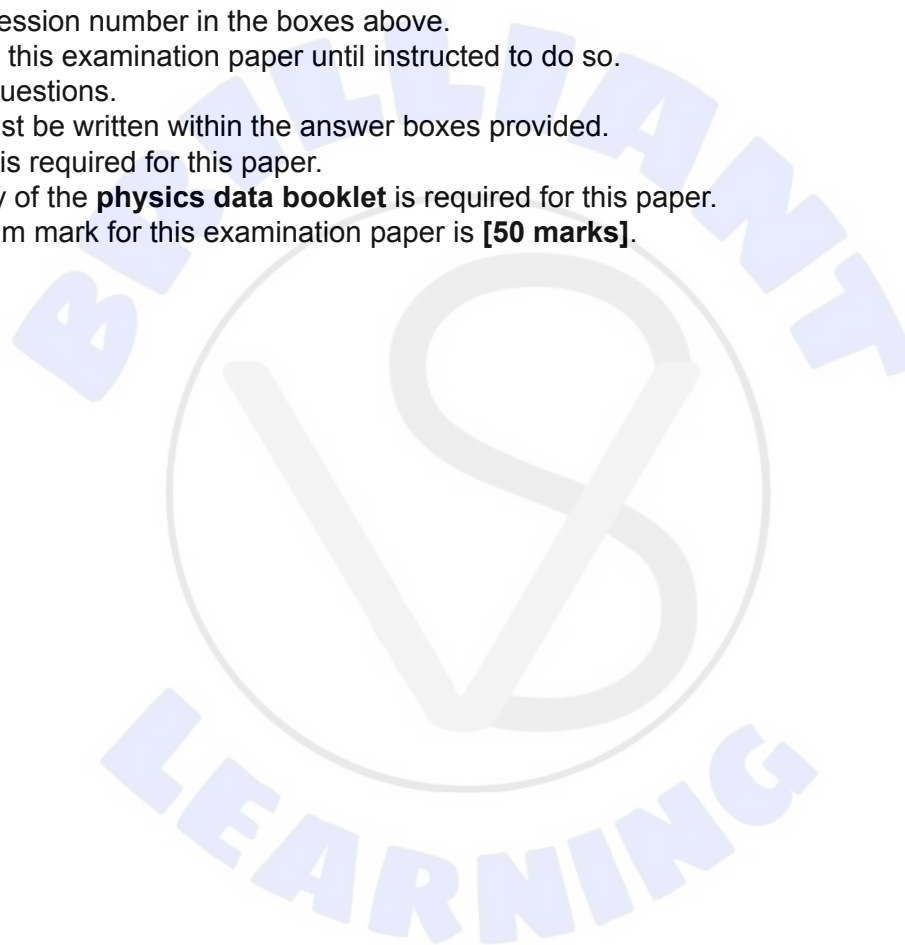 ession number in the boxes above.
this examination paper until instructed to do so.
uestions.
st be written within the answer boxes provided.
is required for this paper.
y of the physics data booklet is required for this paper.
m mark for this examination paper is [50 marks].
BRILLIANT
VS
LEARNING